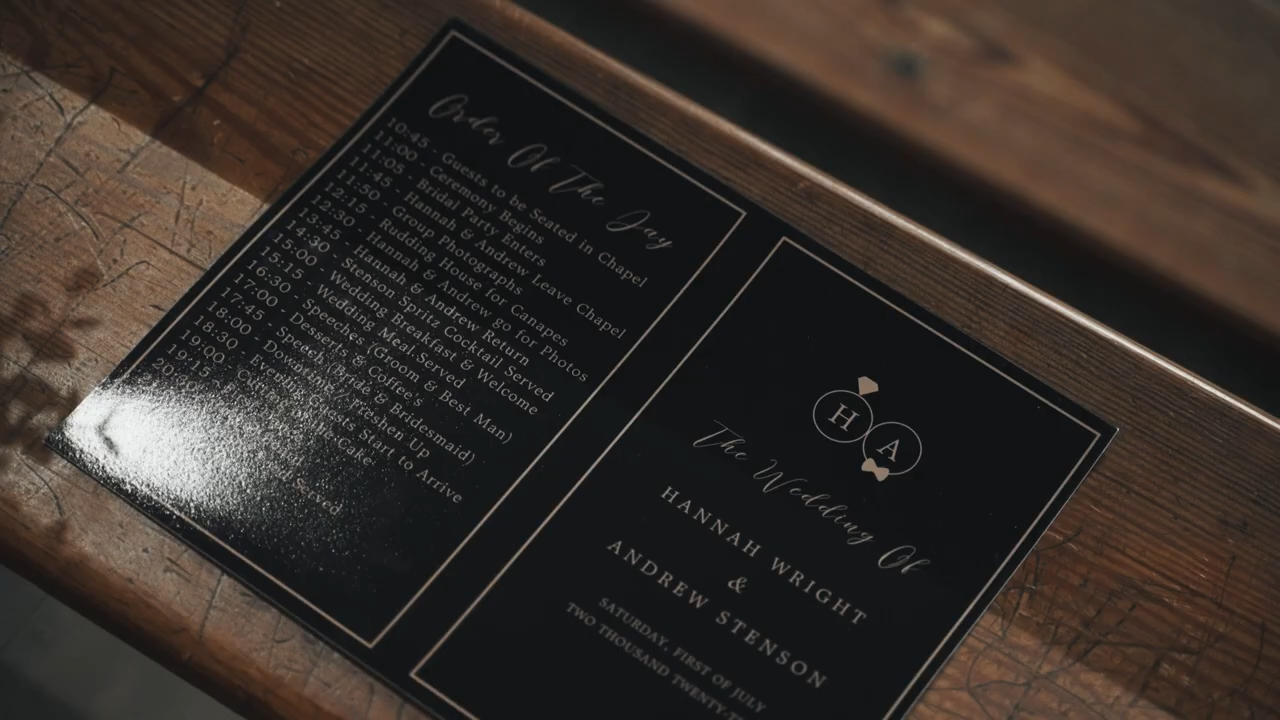 Order Of The Day
10:45 - Guests to be Seated in Chapel
11:00 - Ceremony Begins
11:05 - Bridal Party Enters
11:45 - Hannah & Andrew Leave Chapel
11:50 - Group Photographs
12:15 - Rudding House for Canapes
12:30 - Hannah & Andrew go for Photos
13:45 - Hannah & Andrew Return
14:30 - Stenson Spritz Cocktail Served
15:00 - Wedding Breakfast & Welcome
15:15 - Wedding Meal Served
16:30 - Speeches (Groom & Best Man)
17:00 - Desserts & Coffee's
17:45 - Speech (Bride & Bridesmaid)
18:00 - Downtime/ Freshen Up
18:30 - Evening Guests Start to Arrive
19:00 - Cake
19:15 -
Served
H A
The Wedding Of
HANNAH WRIGHT
&
ANDREW STENSON
SATURDAY, FIRST OF JULY
TWO THOUSAND